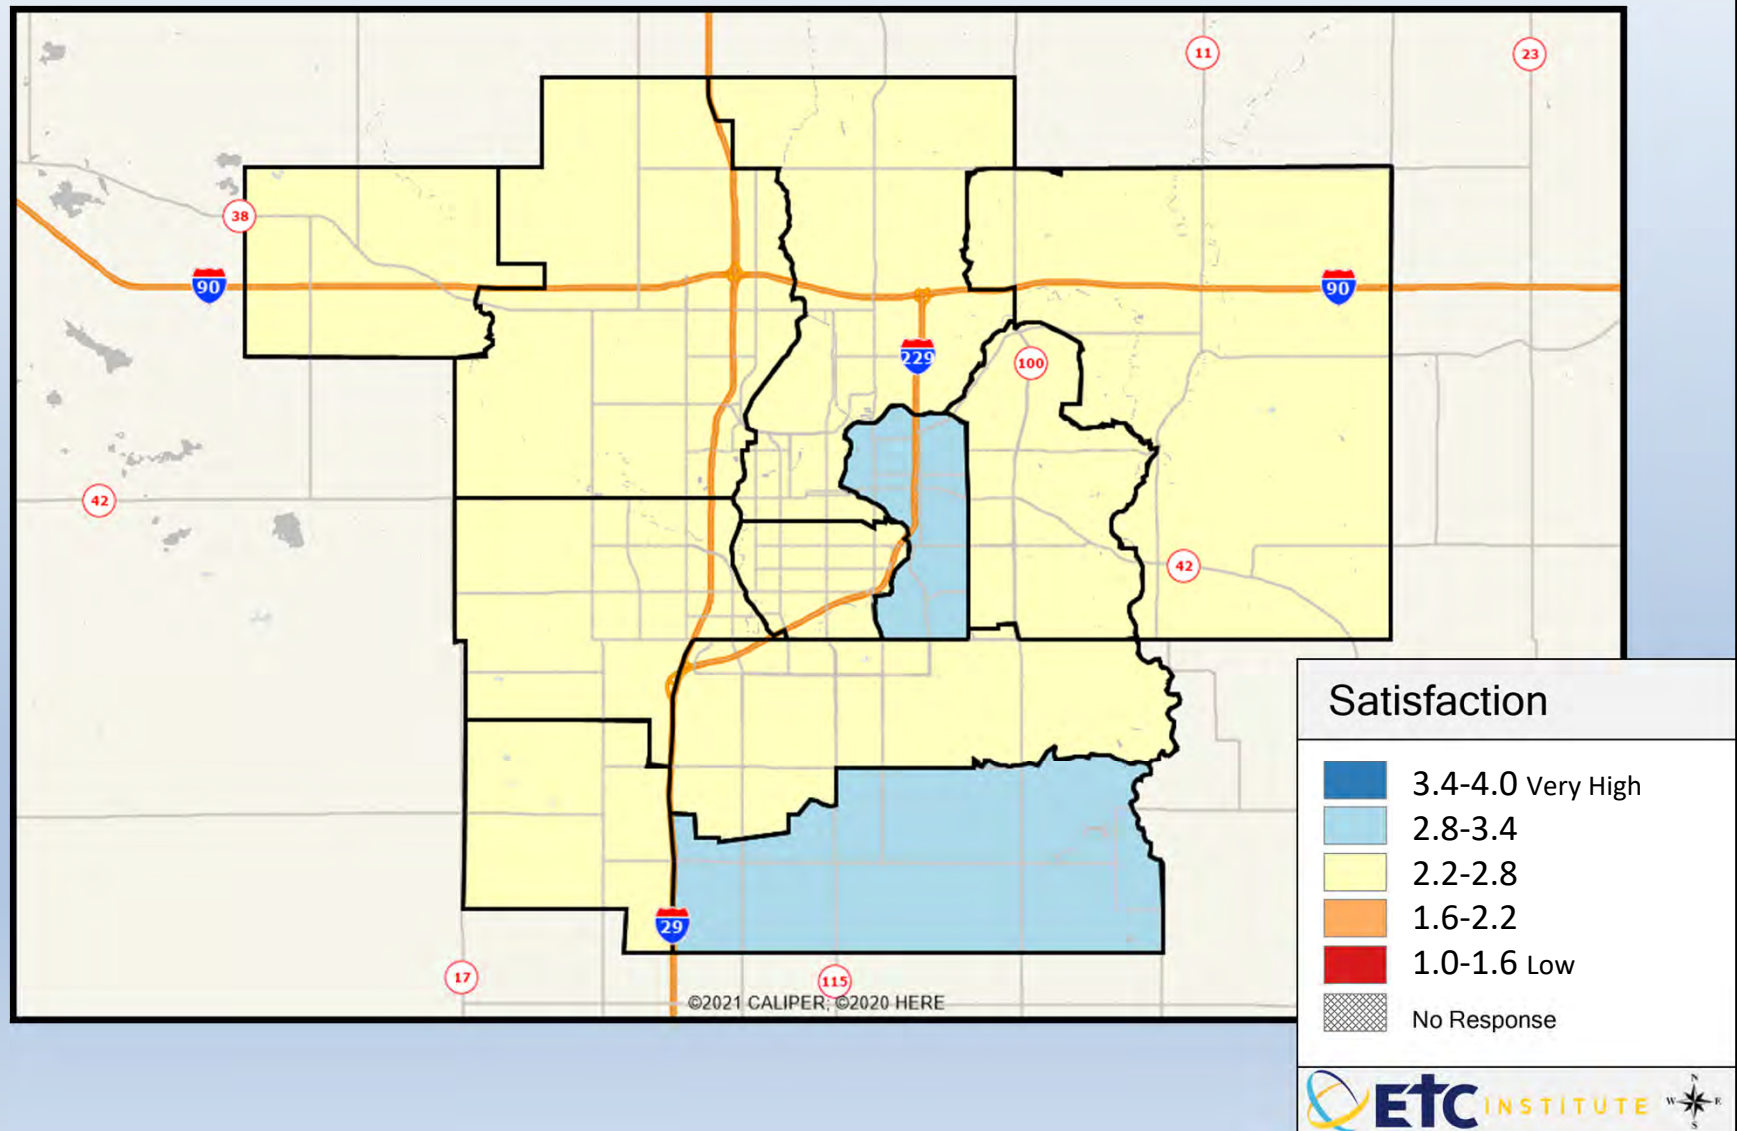 11
23
38
90
90
229
100
42
42
29
17
115
©2021 CALIPER; ©2020 HERE
Satisfaction
3.4-4.0 Very High
2.8-3.4
2.2-2.8
1.6-2.2
1.0-1.6 Low
No Response
ETC INSTITUTE
N
W E
S